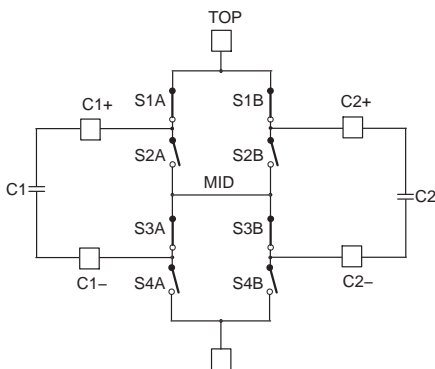 TOP
C1+ S1A S1B C2+
S2A S2B
C1 MID C2
S3A S3B
C1– S4A S4B C2–